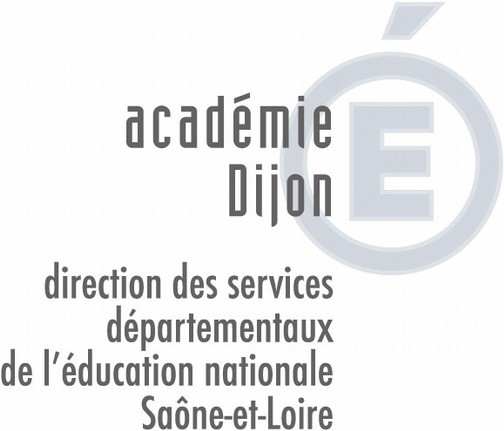 É
académie
Dijon
direction des services
départementaux
de l'éducation nationale
Saône-et-Loire